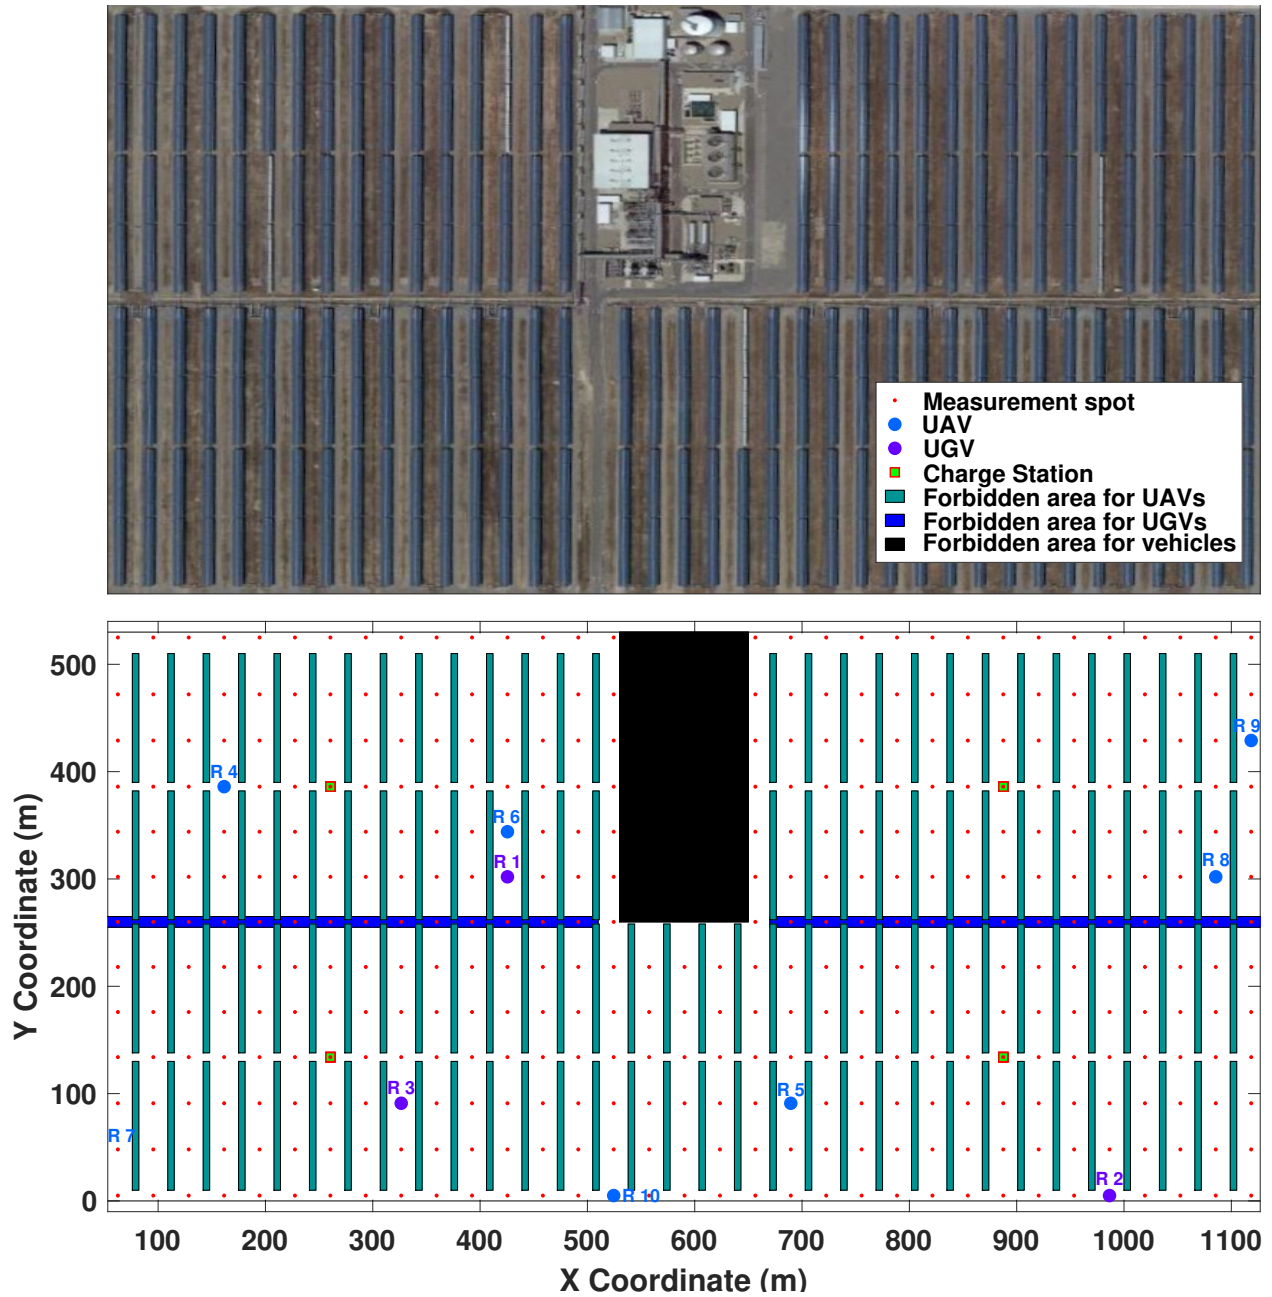 Measurement spot
UAV
UGV
Charge Station
Forbidden area for UAVs
Forbidden area for UGVs
Forbidden area for vehicles
500
400
300
200
100
0
Y Coordinate (m)
R 9
R 4
R 6
R 1
R 8
R 3
R 5
R 7
R 2
R 10
100 200 300 400 500 600 700 800 900 1000 1100
X Coordinate (m)